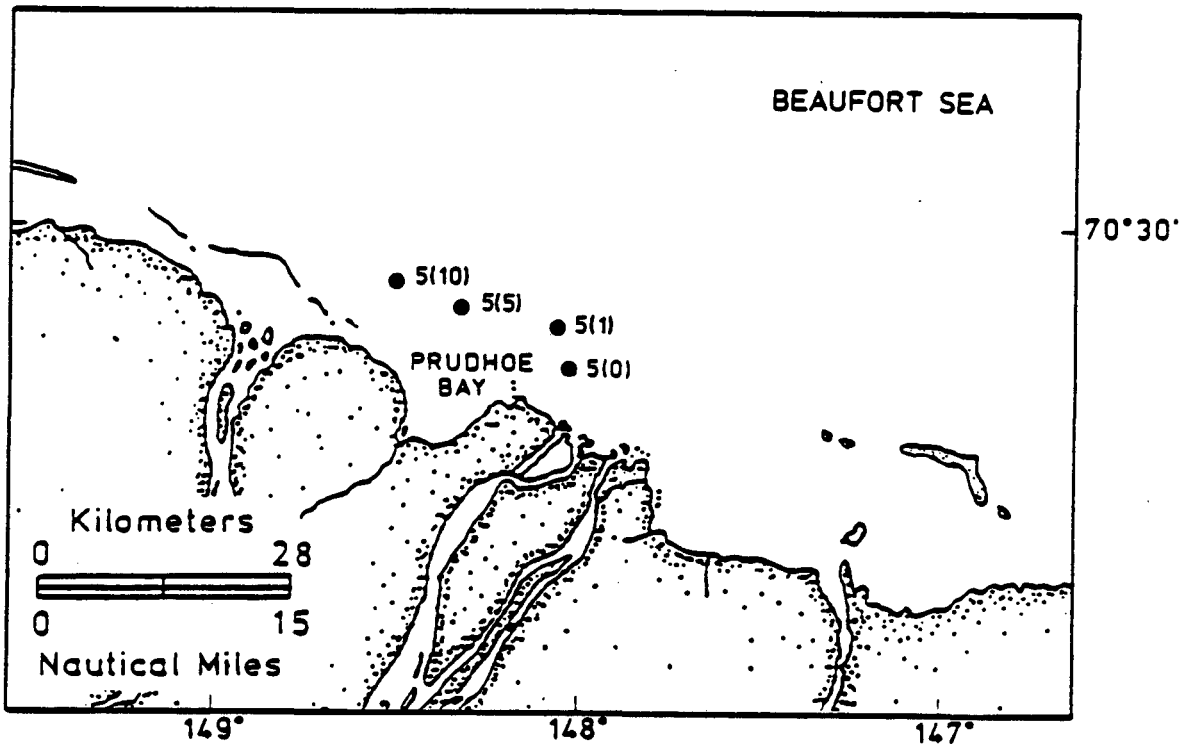 BEAUFORT SEA
70°30'
5(10)
5(5)
5(1)
5(0)
PRUDHOE
BAY
Kilometers
0 28
0 15
Nautical Miles
149° 148° 147°